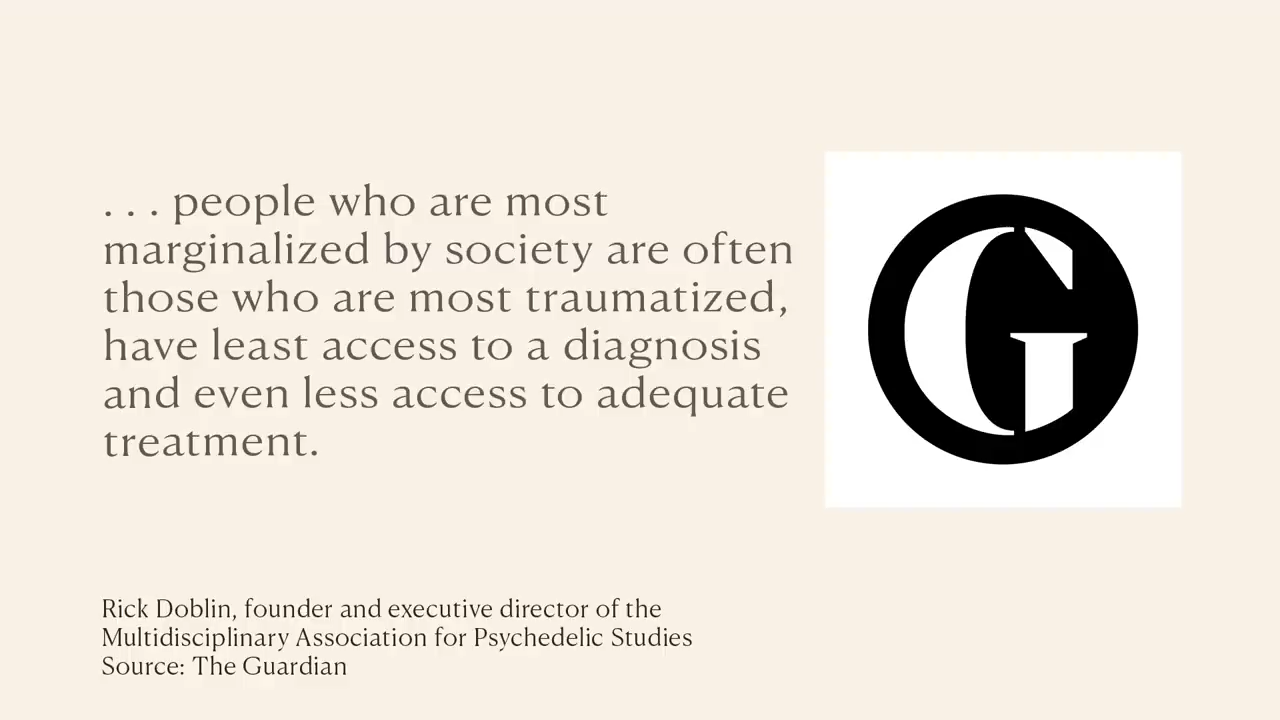 . . . people who are most
marginalized by society are often
those who are most traumatized,
have least access to a diagnosis
and even less access to adequate
treatment.
G
Rick Doblin, founder and executive director of the
Multidisciplinary Association for Psychedelic Studies
Source: The Guardian